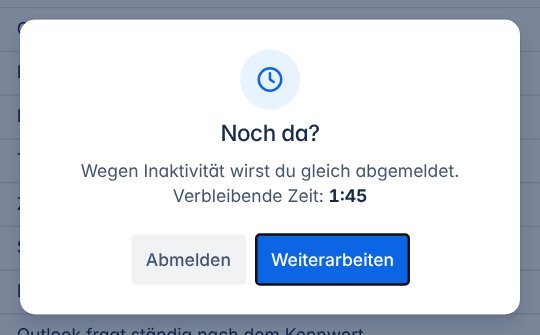 Noch da?
Wegen Inaktivität wirst du gleich abgemeldet.
Verbleibende Zeit: 1:45
Abmelden
Weiterarbeiten
Outlook fragt ständig nach dem Kennwort